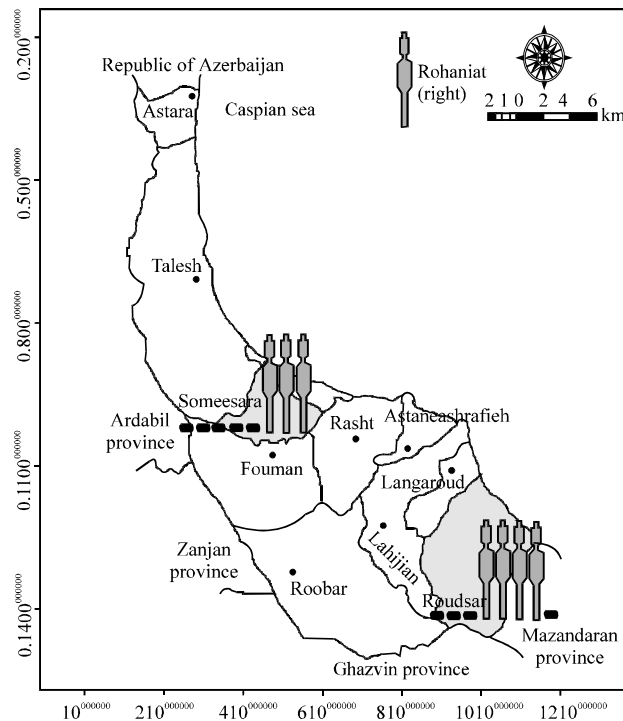 0.200000000
0.500000000
0.800000000
0.1100000000
0.1400000000
Republic of Azerbaijan
Astara
Caspian sea
Rohaniat
(right)
2 1 0 2 4 6
km
Talesh
Someesara
Ardabil
province
Rasht
Astaneashrafieh
Fouman
Langaroud
Zanjan
province
Lahijian
Roobar
Roudsar
Mazandaran
province
Ghazvin province
10000000 210000000 410000000 610000000 810000000 1010000000 1210000000